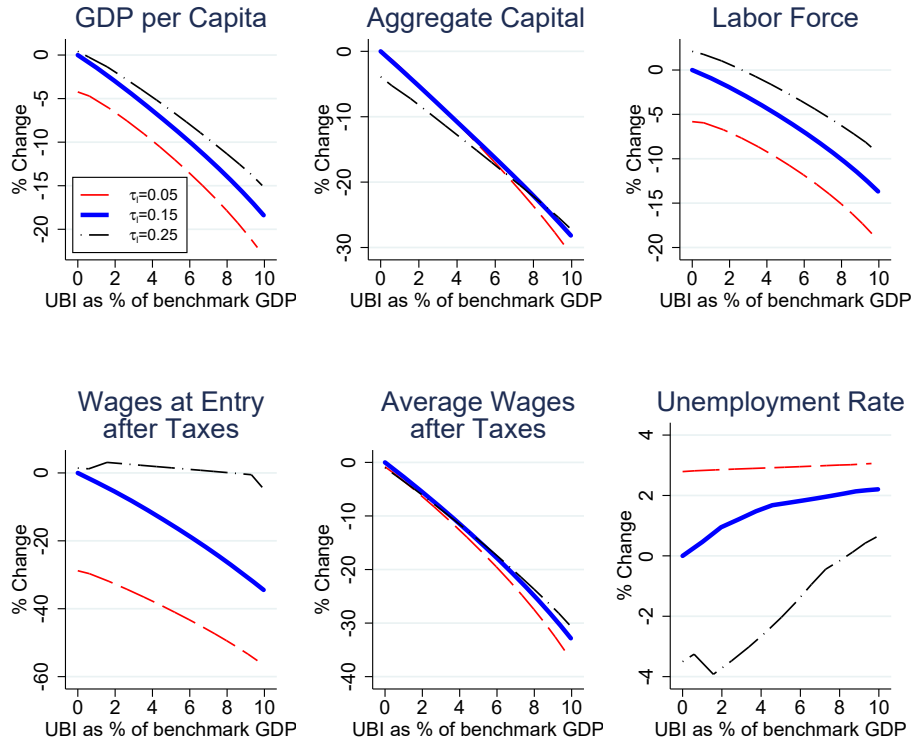 GDP per Capita
% Change
0
-5
-10
-15
-20
τl=0.05
τl=0.15
τl=0.25
0 2 4 6 8 10
UBI as % of benchmark GDP
Aggregate Capital
% Change
0
-10
-20
-30
0 2 4 6 8 10
UBI as % of benchmark GDP
Labor Force
% Change
0
-5
-10
-15
-20
0 2 4 6 8 10
UBI as % of benchmark GDP
Wages at Entry
after Taxes
% Change
0
-20
-40
-60
0 2 4 6 8 10
UBI as % of benchmark GDP
Average Wages
after Taxes
% Change
0
-10
-20
-30
-40
0 2 4 6 8 10
UBI as % of benchmark GDP
Unemployment Rate
% Change
4
2
0
-2
-4
0 2 4 6 8 10
UBI as % of benchmark GDP